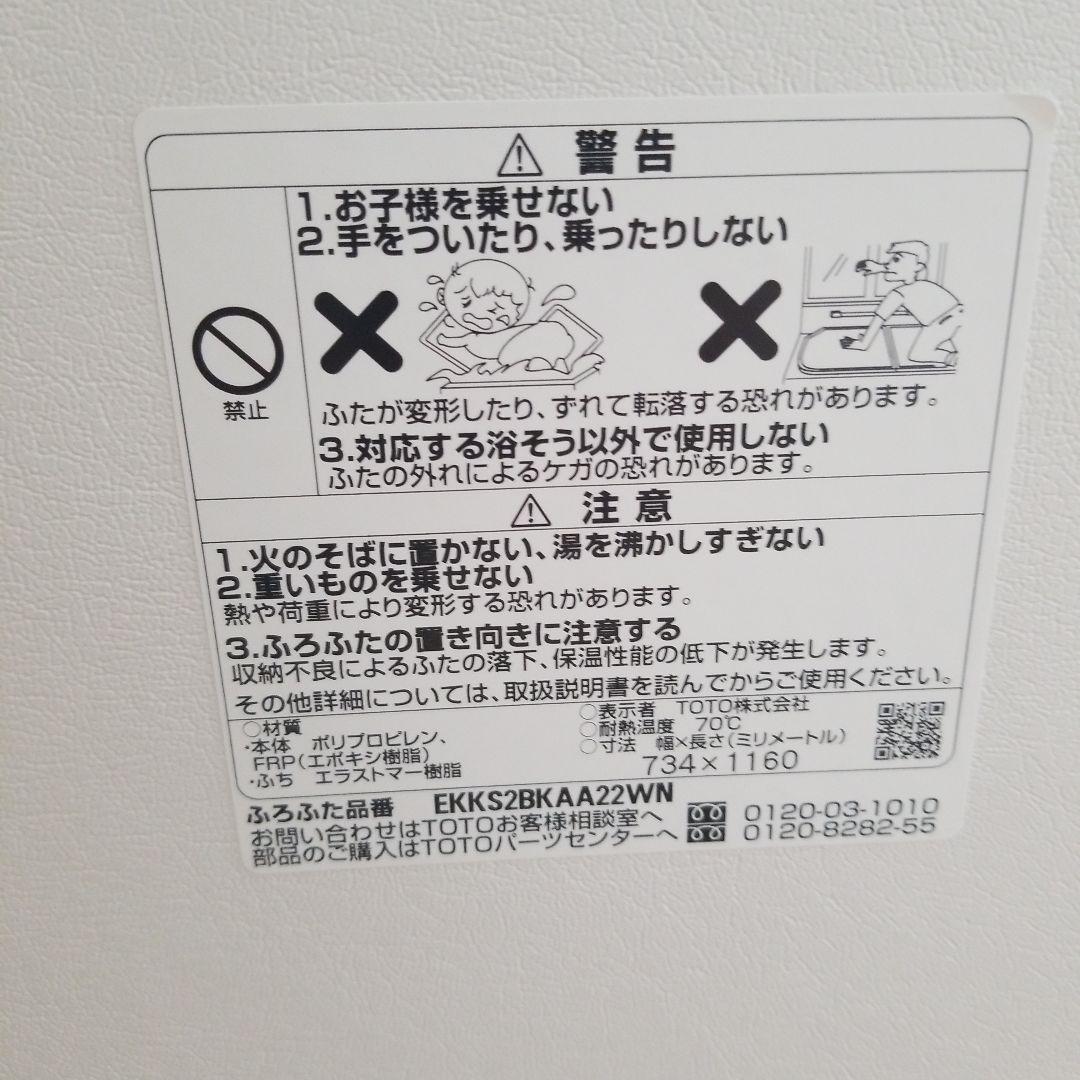 ⚠ 警告
1.お子様を乗せない
2.手をついたり、乗ったりしない
禁止
ふたが変形したり、ずれて転落する恐れがあります。
3.対応する浴そう以外で使用しない
ふたの外れによるケガの恐れがあります。
⚠ 注意
1.火のそばに置かない、湯を沸かしすぎない
2.重いものを乗せない
熱や荷重により変形する恐れがあります。
3.ふろふたの置き向きに注意する
収納不良によるふたの落下、保温性能の低下が発生します。
その他詳細については、取扱説明書を読んでからご使用ください。
○材質
・本体 ポリプロピレン、
FRP(エポキシ樹脂)
・ふち エラストマー樹脂
○表示者 TOTO株式会社
○耐熱温度 70℃
○寸法 幅×長さ(ミリメートル)
734×1160
ふろふた品番 EKKS2BKAA22WN
お問い合わせはTOTOお客様相談室へ 0120-03-1010
部品のご購入はTOTOパーツセンターへ 0120-8282-55